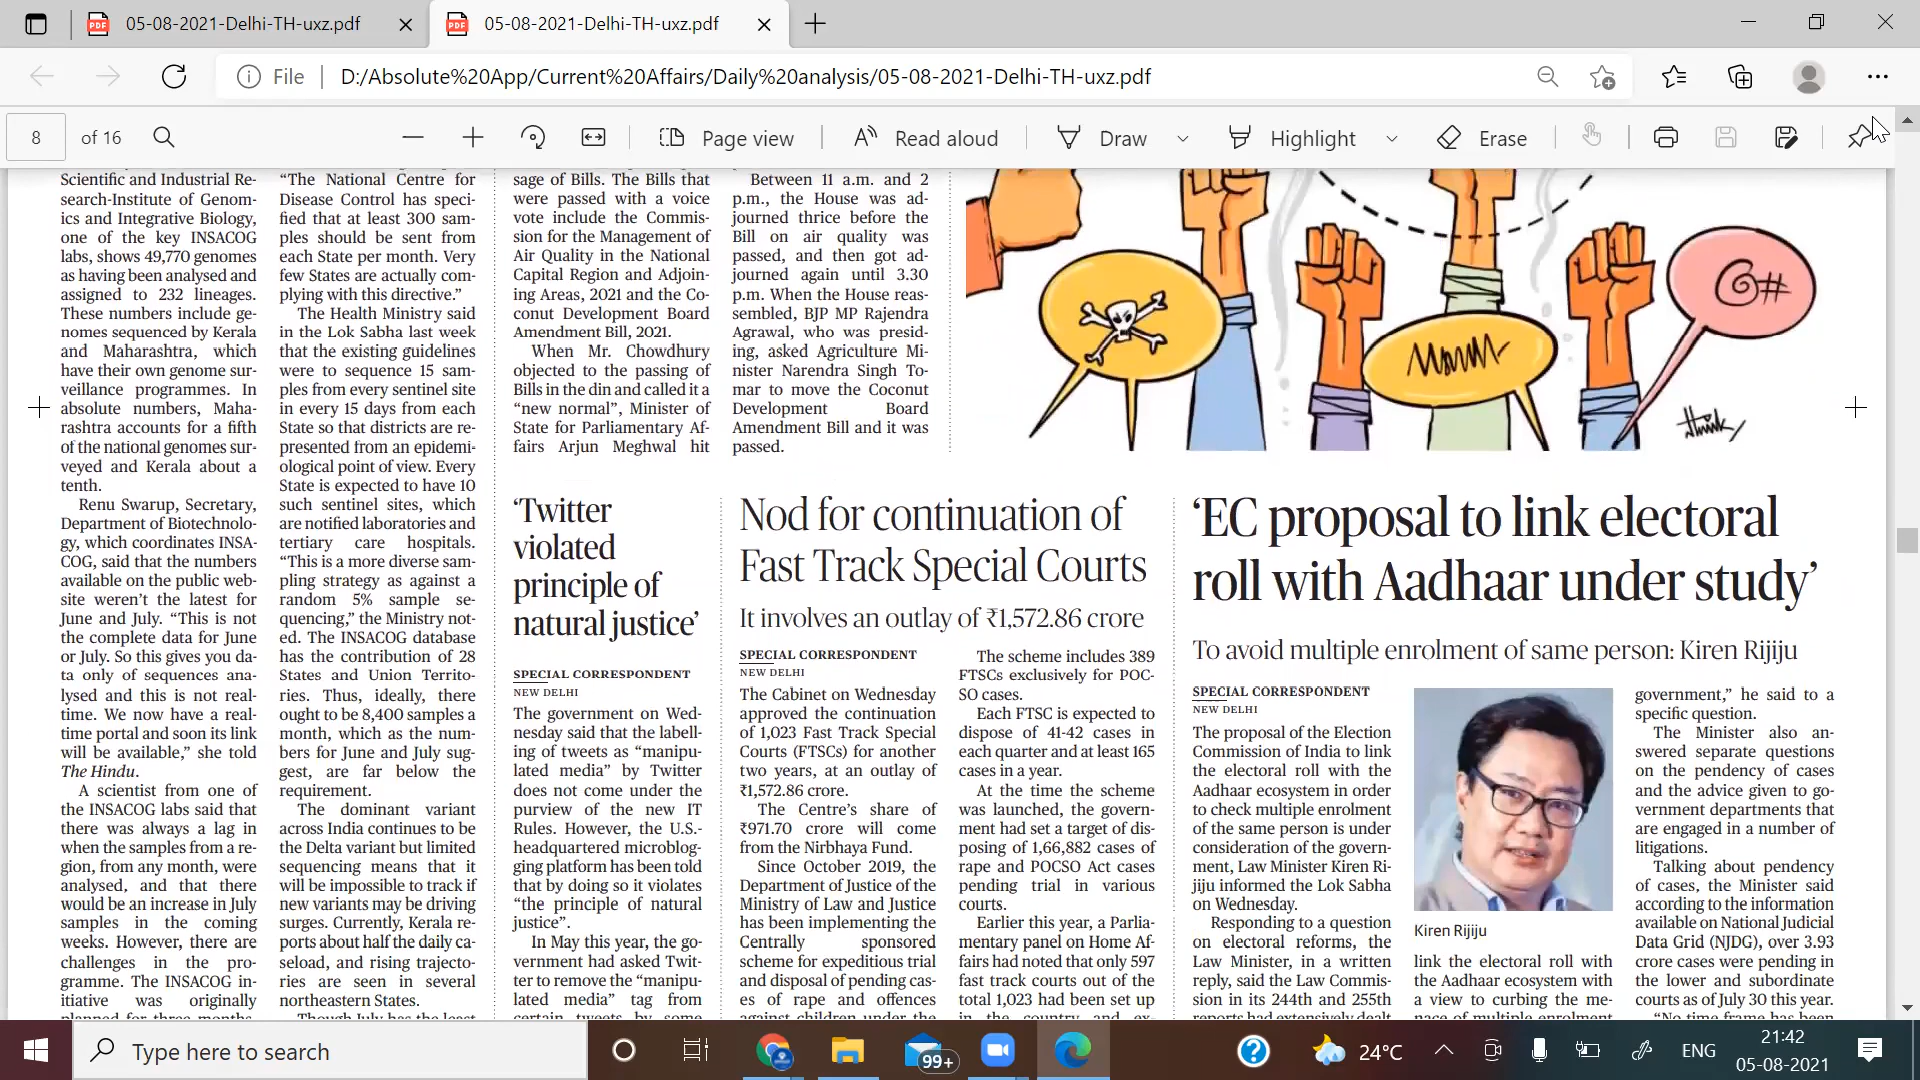 05-08-2021-Delhi-TH-uxz.pdf
05-08-2021-Delhi-TH-uxz.pdf
File
D:/Absolute%20App/Current%20Affairs/Daily%20analysis/05-08-2021-Delhi-TH-uxz.pdf
8 of 16
Page view
Read aloud
Draw
Highlight
Erase
Scientific and Industrial Re-
search-Institute of Genom-
ics and Integrative Biology,
one of the key INSACOG
labs, shows 49,770 genomes
as having been analysed and
assigned to 232 lineages.
These numbers include ge-
nomes sequenced by Kerala
and Maharashtra, which
have their own genome sur-
veillance programmes. In
absolute numbers, Maha-
rashtra accounts for a fifth
of the national genomes sur-
veyed and Kerala about a
tenth.
Renu Swarup, Secretary,
Department of Biotechnolo-
gy, which coordinates INSA-
COG, said that the numbers
available on the public web-
site weren't the latest for
June and July. “This is not
the complete data for June
or July. So this gives you da-
ta only of sequences ana-
lysed and this is not real-
time. We now have a real-
time portal and soon its link
will be available,” she told
The Hindu.
A scientist from one of
the INSACOG labs said that
there was always a lag in
when the samples from a re-
gion, from any month, were
analysed, and that there
would be an increase in July
samples in the coming
weeks. However, there are
challenges in the pro-
gramme. The INSACOG in-
itiative was originally
planned for three months,
“The National Centre for
Disease Control has speci-
fied that at least 300 sam-
ples should be sent from
each State per month. Very
few States are actually com-
plying with this directive.”
The Health Ministry said
in the Lok Sabha last week
that the existing guidelines
were to sequence 15 sam-
ples from every sentinel site
in every 15 days from each
State so that districts are re-
presented from an epidemi-
ological point of view. Every
State is expected to have 10
such sentinel sites, which
are notified laboratories and
tertiary care hospitals.
“This is a more diverse sam-
pling strategy as against a
random 5% sample se-
quencing,” the Ministry not-
ed. The INSACOG database
has the contribution of 28
States and Union Territo-
ries. Thus, ideally, there
ought to be 8,400 samples a
month, which as the num-
bers for June and July sug-
gest, are far below the
requirement.
The dominant variant
across India continues to be
the Delta variant but limited
sequencing means that it
will be impossible to track if
new variants may be driving
surges. Currently, Kerala re-
ports about half the daily ca-
seload, and rising trajecto-
ries are seen in several
northeastern States.
Though July has the least
sage of Bills. The Bills that
were passed with a voice
vote include the Commis-
sion for the Management of
Air Quality in the National
Capital Region and Adjoin-
ing Areas, 2021 and the Co-
conut Development Board
Amendment Bill, 2021.
When Mr. Chowdhury
objected to the passing of
Bills in the din and called it a
“new normal”, Minister of
State for Parliamentary Af-
fairs Arjun Meghwal hit
Between 11 a.m. and 2
p.m., the House was ad-
journed thrice before the
Bill on air quality was
passed, and then got ad-
journed again until 3.30
p.m. When the House reas-
sembled, BJP MP Rajendra
Agrawal, who was presid-
ing, asked Agriculture Mi-
nister Narendra Singh To-
mar to move the Coconut
Development Board
Amendment Bill and it was
passed.
@#
‘Twitter
violated
principle of
natural justice’
SPECIAL CORRESPONDENT
NEW DELHI
The government on Wed-
nesday said that the labell-
ing of tweets as “manipu-
lated media” by Twitter
does not come under the
purview of the new IT
Rules. However, the U.S.-
headquartered microblog-
ging platform has been told
that by doing so it violates
“the principle of natural
justice”.
In May this year, the go-
vernment had asked Twit-
ter to remove the “manipu-
lated media” tag from
certain tweets by some
Nod for continuation of
Fast Track Special Courts
It involves an outlay of ₹1,572.86 crore
SPECIAL CORRESPONDENT
NEW DELHI
The Cabinet on Wednesday
approved the continuation
of 1,023 Fast Track Special
Courts (FTSCs) for another
two years, at an outlay of
₹1,572.86 crore.
The Centre’s share of
₹971.70 crore will come
from the Nirbhaya Fund.
Since October 2019, the
Department of Justice of the
Ministry of Law and Justice
has been implementing the
Centrally sponsored
scheme for expeditious trial
and disposal of pending cas-
es of rape and offences
against children under the
The scheme includes 389
FTSCs exclusively for POC-
SO cases.
Each FTSC is expected to
dispose of 41-42 cases in
each quarter and at least 165
cases in a year.
At the time the scheme
was launched, the govern-
ment had set a target of dis-
posing of 1,66,882 cases of
rape and POCSO Act cases
pending trial in various
courts.
Earlier this year, a Parlia-
mentary panel on Home Af-
fairs had noted that only 597
fast track courts out of the
total 1,023 had been set up
in the country and ex-
‘EC proposal to link electoral
roll with Aadhaar under study’
To avoid multiple enrolment of same person: Kiren Rijiju
SPECIAL CORRESPONDENT
NEW DELHI
The proposal of the Election
Commission of India to link
the electoral roll with the
Aadhaar ecosystem in order
to check multiple enrolment
of the same person is under
consideration of the govern-
ment, Law Minister Kiren Ri-
jiju informed the Lok Sabha
on Wednesday.
Responding to a question
on electoral reforms, the
Law Minister, in a written
reply, said the Law Commis-
sion in its 244th and 255th
reports had extensively dealt
Kiren Rijiju
link the electoral roll with
the Aadhaar ecosystem with
a view to curbing the me-
nace of multiple enrolment
government,” he said to a
specific question.
The Minister also an-
swered separate questions
on the pendency of cases
and the advice given to go-
vernment departments that
are engaged in a number of
litigations.
Talking about pendency
of cases, the Minister said
according to the information
available on National Judicial
Data Grid (NJDG), over 3.93
crore cases were pending in
the lower and subordinate
courts as of July 30 this year.
“No time frame has been
Type here to search
99+
24°C
ENG
21:42
05-08-2021